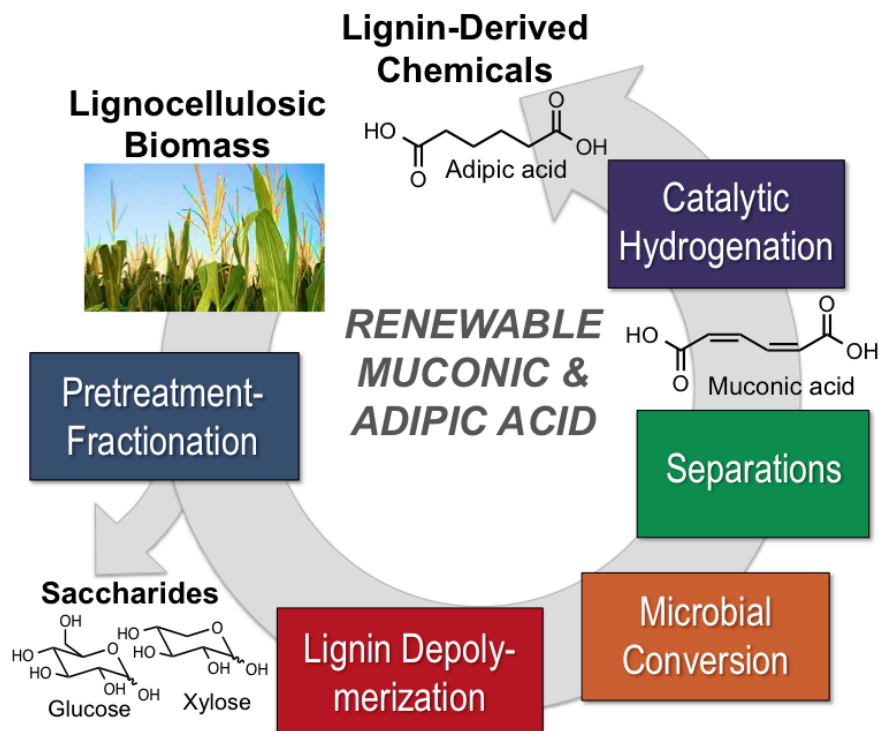 Lignin-Derived
Chemicals
Lignocellulosic
Biomass
O
HO
OH
O
Adipic acid
Catalytic
Hydrogenation
RENEWABLE
MUCONIC &
ADIPIC ACID
O
HO
OH
O
Muconic acid
Pretreatment-
Fractionation
Separations
Saccharides
OH
O
HO
HO
OH
OH
Glucose
O
HO
HO
OH
OH
Xylose
Lignin Depoly-
merization
Microbial
Conversion